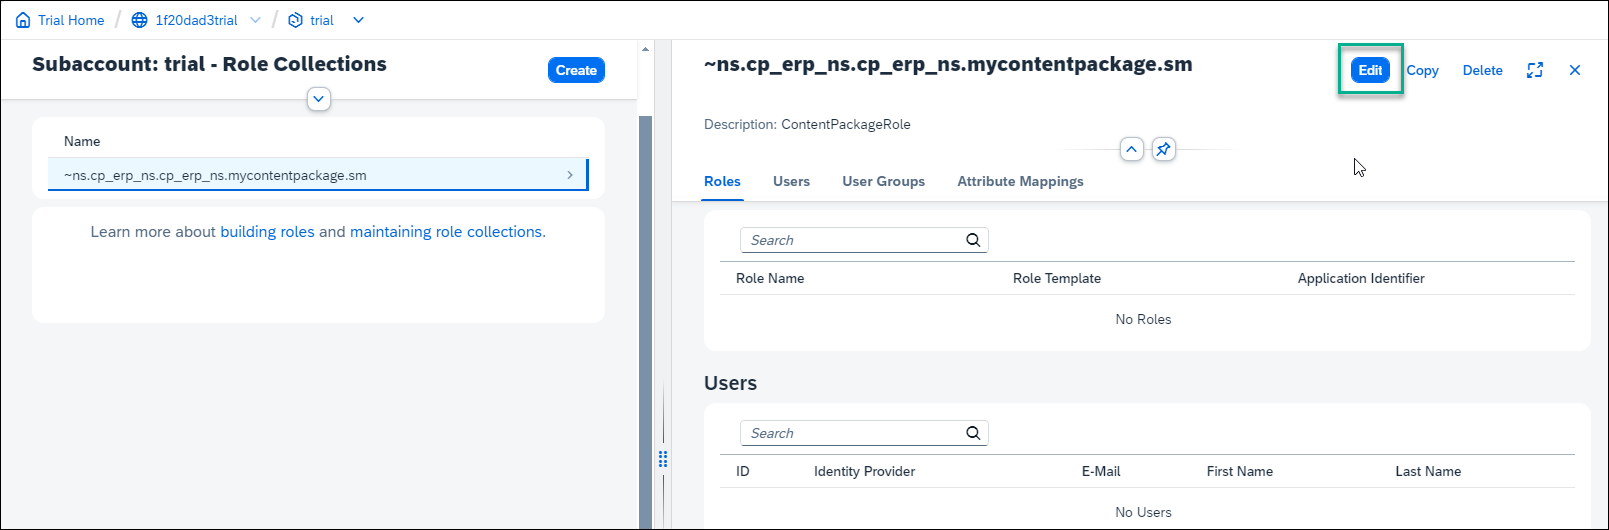 Trial Home / 1f20dad3trial / trial
Subaccount: trial - Role Collections
Create
Name
~ns.cp_erp_ns.cp_erp_ns.mycontentpackage.sm
Learn more about building roles and maintaining role collections.
~ns.cp_erp_ns.cp_erp_ns.mycontentpackage.sm
Edit Copy Delete
Description: ContentPackageRole
Roles Users User Groups Attribute Mappings
Search
Role Name Role Template Application Identifier
No Roles
Users
Search
ID Identity Provider E-Mail First Name Last Name
No Users